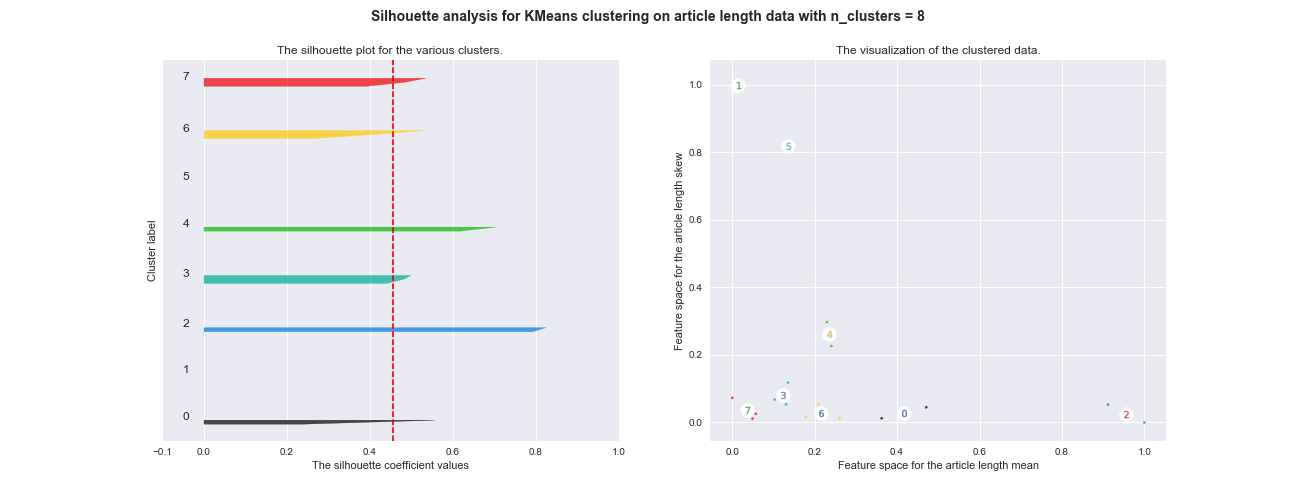 Silhouette analysis for KMeans clustering on article length data with n_clusters = 8
The silhouette plot for the various clusters.
7
6
5
4
3
2
1
0
Cluster label
−0.1 0.0 0.2 0.4 0.6 0.8 1.0
The silhouette coefficient values
The visualization of the clustered data.
1.0
0.8
0.6
0.4
0.2
0.0
Feature space for the article length skew
1
5
4
3
7 6 0 2
0.0 0.2 0.4 0.6 0.8 1.0
Feature space for the article length mean